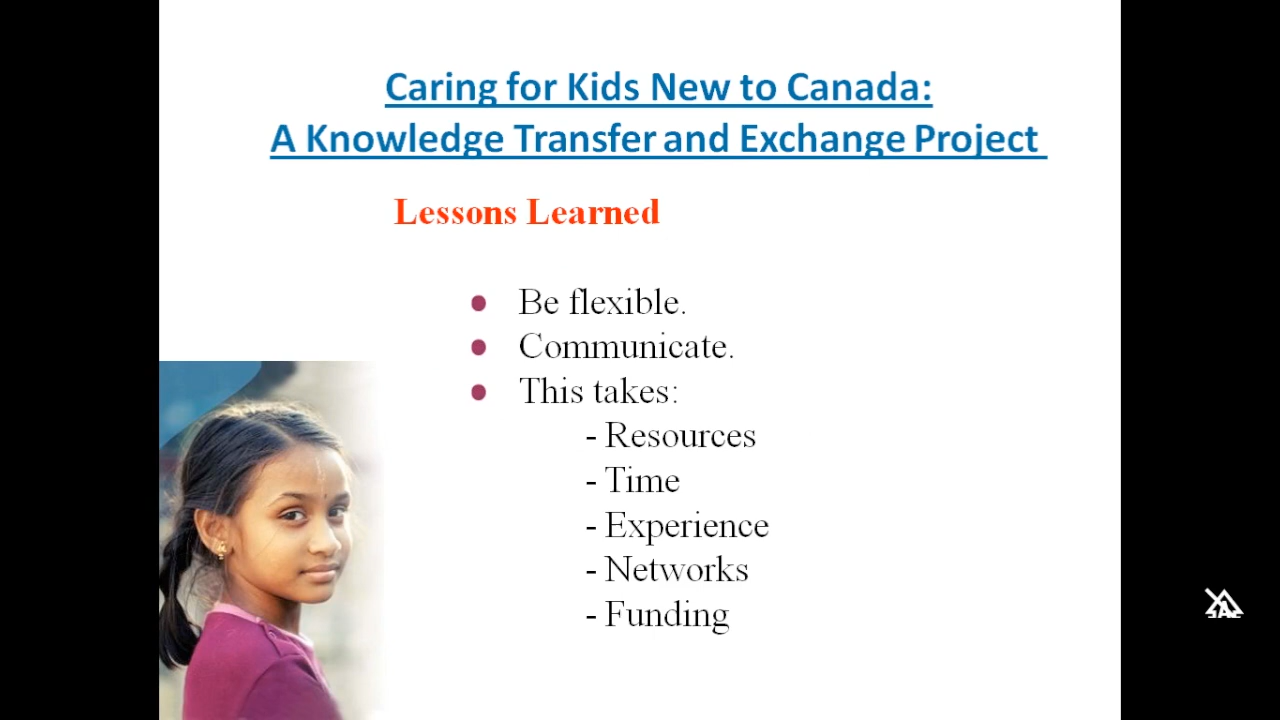 Caring for Kids New to Canada:
A Knowledge Transfer and Exchange Project
Lessons Learned
● Be flexible.
● Communicate.
● This takes:
- Resources
- Time
- Experience
- Networks
- Funding